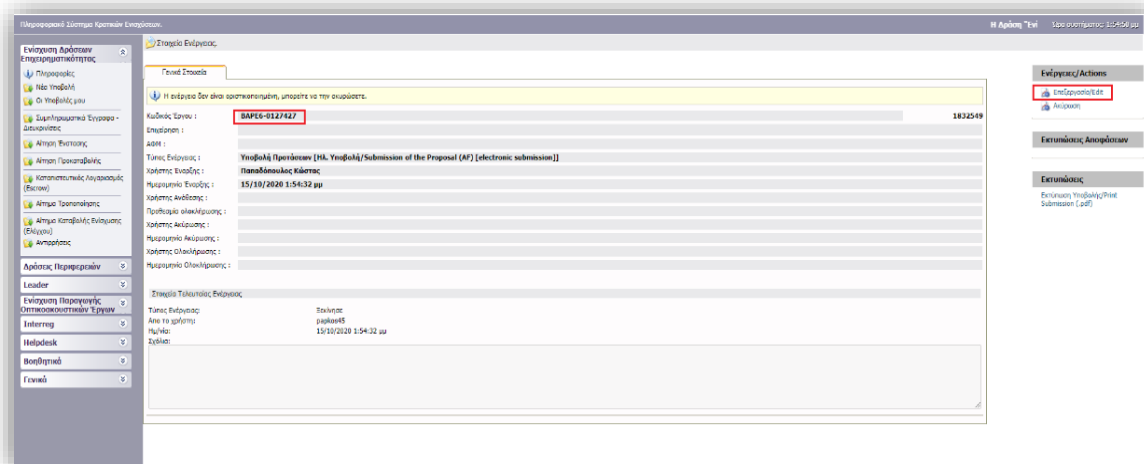 Πληροφοριακό Σύστημα Κρατικών Ενισχύσεων.
Η Δράση "Ενί
Ώρα συστήματος: 1:54:50 μμ
Ενίσχυση Δράσεων Επιχειρηματικότητας
Πληροφορίες
Νέα Υποβολή
Οι Υποβολές μου
Συμπληρωματικά Έγγραφα - Διευκρινίσεις
Αίτηση Ένστασης
Αίτηση Προκαταβολής
Καταπιστευτικός Λογαριασμός (Escrow)
Αίτημα Τροποποίησης
Αίτημα Καταβολής Ενίσχυσης (Ελέγχου)
Αντιρρήσεις
Δράσεις Περιφερειών
Leader
Ενίσχυση Παραγωγής Οπτικοακουστικών Έργων
Interreg
Helpdesk
Βοηθητικά
Γενικά
Στοιχεία Ενέργειας.
Γενικά Στοιχεία
Η ενέργεια δεν είναι οριστικοποιημένη, μπορείτε να την ακυρώσετε.
Κωδικός Έργου : ΒΑΡΕ6-0127427 1832549
Επιχείρηση :
ΑΦΜ :
Τύπος Ενέργειας : Υποβολή Προτάσεων [Ηλ. Υποβολή/Submission of the Proposal (AF) [electronic submission]]
Χρήστης Έναρξης : Παπαδόπουλος Κώστας
Ημερομηνία Έναρξης : 15/10/2020 1:54:32 μμ
Χρήστης Ανάθεσης :
Προθεσμία ολοκλήρωσης :
Χρήστης Ακύρωσης :
Ημερομηνία Ακύρωσης :
Χρήστης Ολοκλήρωσης :
Ημερομηνία Ολοκλήρωσης :
Στοιχεία Τελευταίας Ενέργειας
Τύπος Ενέργειας: Ξεκίνησε
Απο το χρήστη: papkos45
Ημ/νία: 15/10/2020 1:54:32 μμ
Σχόλια:
Ενέργειες/Actions
Επεξεργασία/Edit
Ακύρωση
Εκτυπώσεις Αποφάσεων
Εκτυπώσεις
Εκτύπωση Υποβολής/Print
Submission (.pdf)